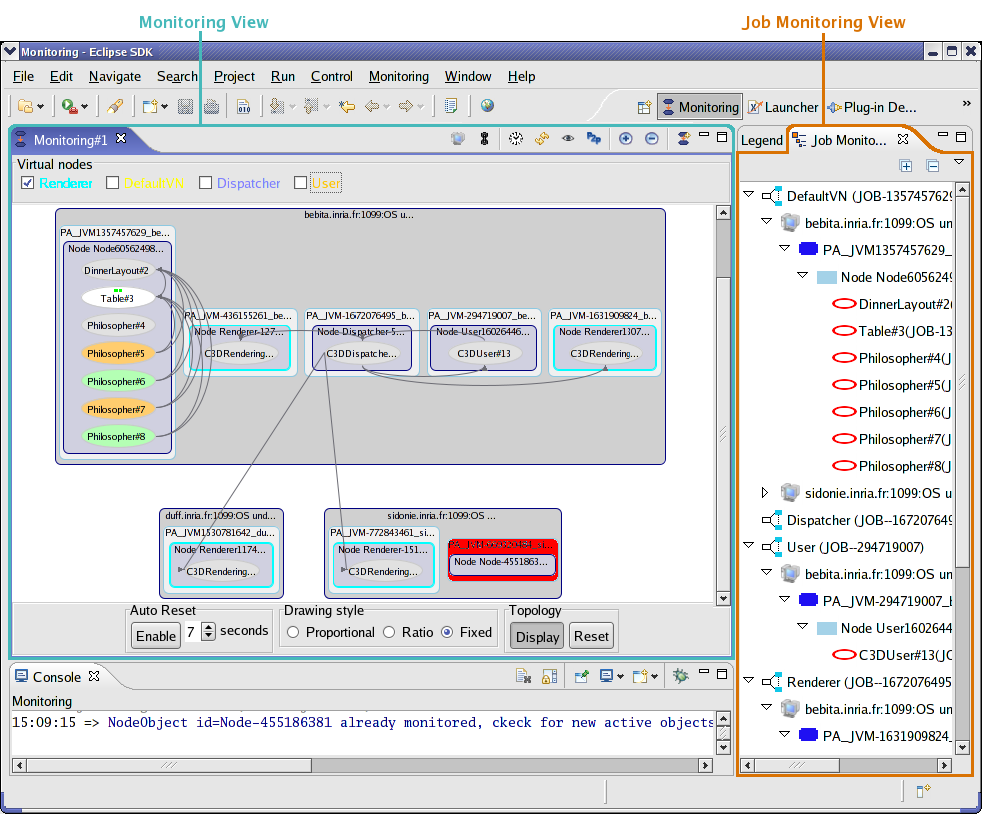 Monitoring View
Job Monitoring View
Monitoring - Eclipse SDK
File Edit Navigate Search Project Run Control Monitoring Window Help
Monitoring Launcher Plug-in De... »
Monitoring#1
Virtual nodes
Renderer DefaultVN Dispatcher User
bebita.inria.fr:1099:OS un...
PA_JVM1357457629_be...
Node Node60562498...
DinnerLayout#2
Table#3
Philosopher#4
Philosopher#5
Philosopher#6
Philosopher#7
Philosopher#8
PA_JVM-436155261_be...
Node Renderer-127...
C3DRendering...
PA_JVM-1672076495_b...
Node-Dispatcher-5...
C3DDispatche...
PA_JVM-294719007_be...
Node-User16026446...
C3DUser#13
PA_JVM-1631909824_b...
Node Renderer1307...
C3DRendering...
duff.inria.fr:1099:OS und...
PA_JVM1530781642_du...
Node Renderer1174...
C3DRendering...
sidonie.inria.fr:1099:OS ...
PA_JVM-772843461_si...
Node Renderer-151...
C3DRendering...
Node Node-4551863...
Auto Reset
Enable 7 seconds
Drawing style
Proportional Ratio Fixed
Topology
Display Reset
Console
Monitoring
15:09:15 => NodeObject id=Node-455186381 already monitored, ckeck for new active objects
Legend Job Monito...
DefaultVN (JOB-1357457629
bebita.inria.fr:1099:OS un
PA_JVM1357457629_
Node Node6056249
DinnerLayout#2(
Table#3(JOB-13
Philosopher#4(J
Philosopher#5(J
Philosopher#6(J
Philosopher#7(J
Philosopher#8(J
sidonie.inria.fr:1099:OS u
Dispatcher (JOB--167207649
User (JOB--294719007)
bebita.inria.fr:1099:OS un
PA_JVM-294719007_b
Node User1602644
C3DUser#13(JO
Renderer (JOB--1672076495
bebita.inria.fr:1099:OS un
PA_JVM-1631909824_